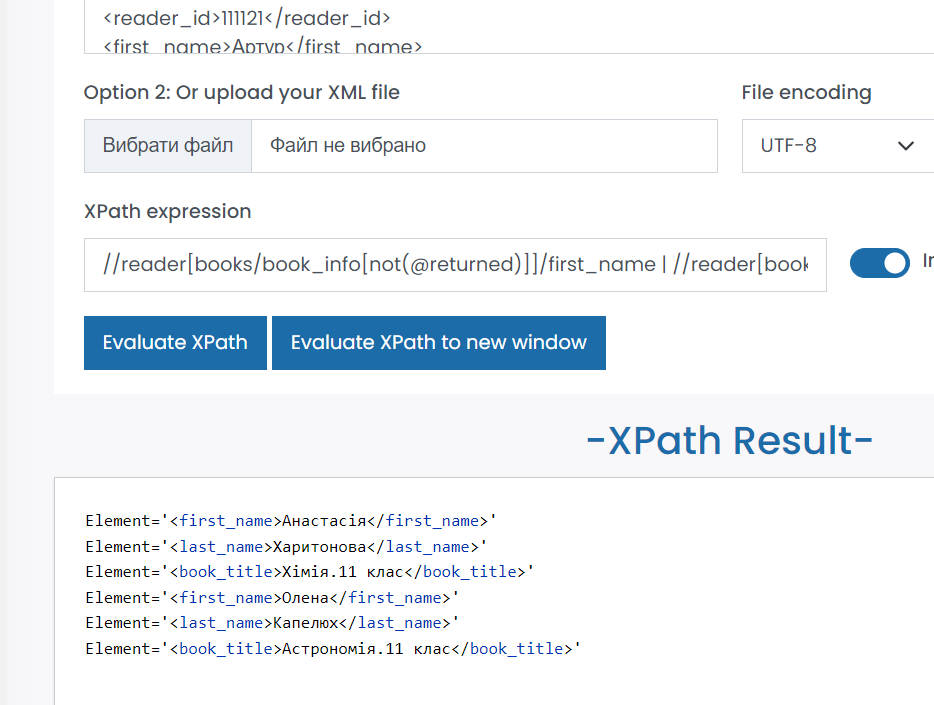 <reader_id>111121</reader_id>
<first_name>Артур</first_name>
Option 2: Or upload your XML file
File encoding
Вибрати файл
Файл не вибрано
UTF-8
XPath expression
//reader[books/book_info[not(@returned)]]/first_name | //reader[book
Evaluate XPath
Evaluate XPath to new window
-XPath Result-
Element='<first_name>Анастасія</first_name>'
Element='<last_name>Харитонова</last_name>'
Element='<book_title>Хімія.11 клас</book_title>'
Element='<first_name>Олена</first_name>'
Element='<last_name>Капелюх</last_name>'
Element='<book_title>Астрономія.11 клас</book_title>'